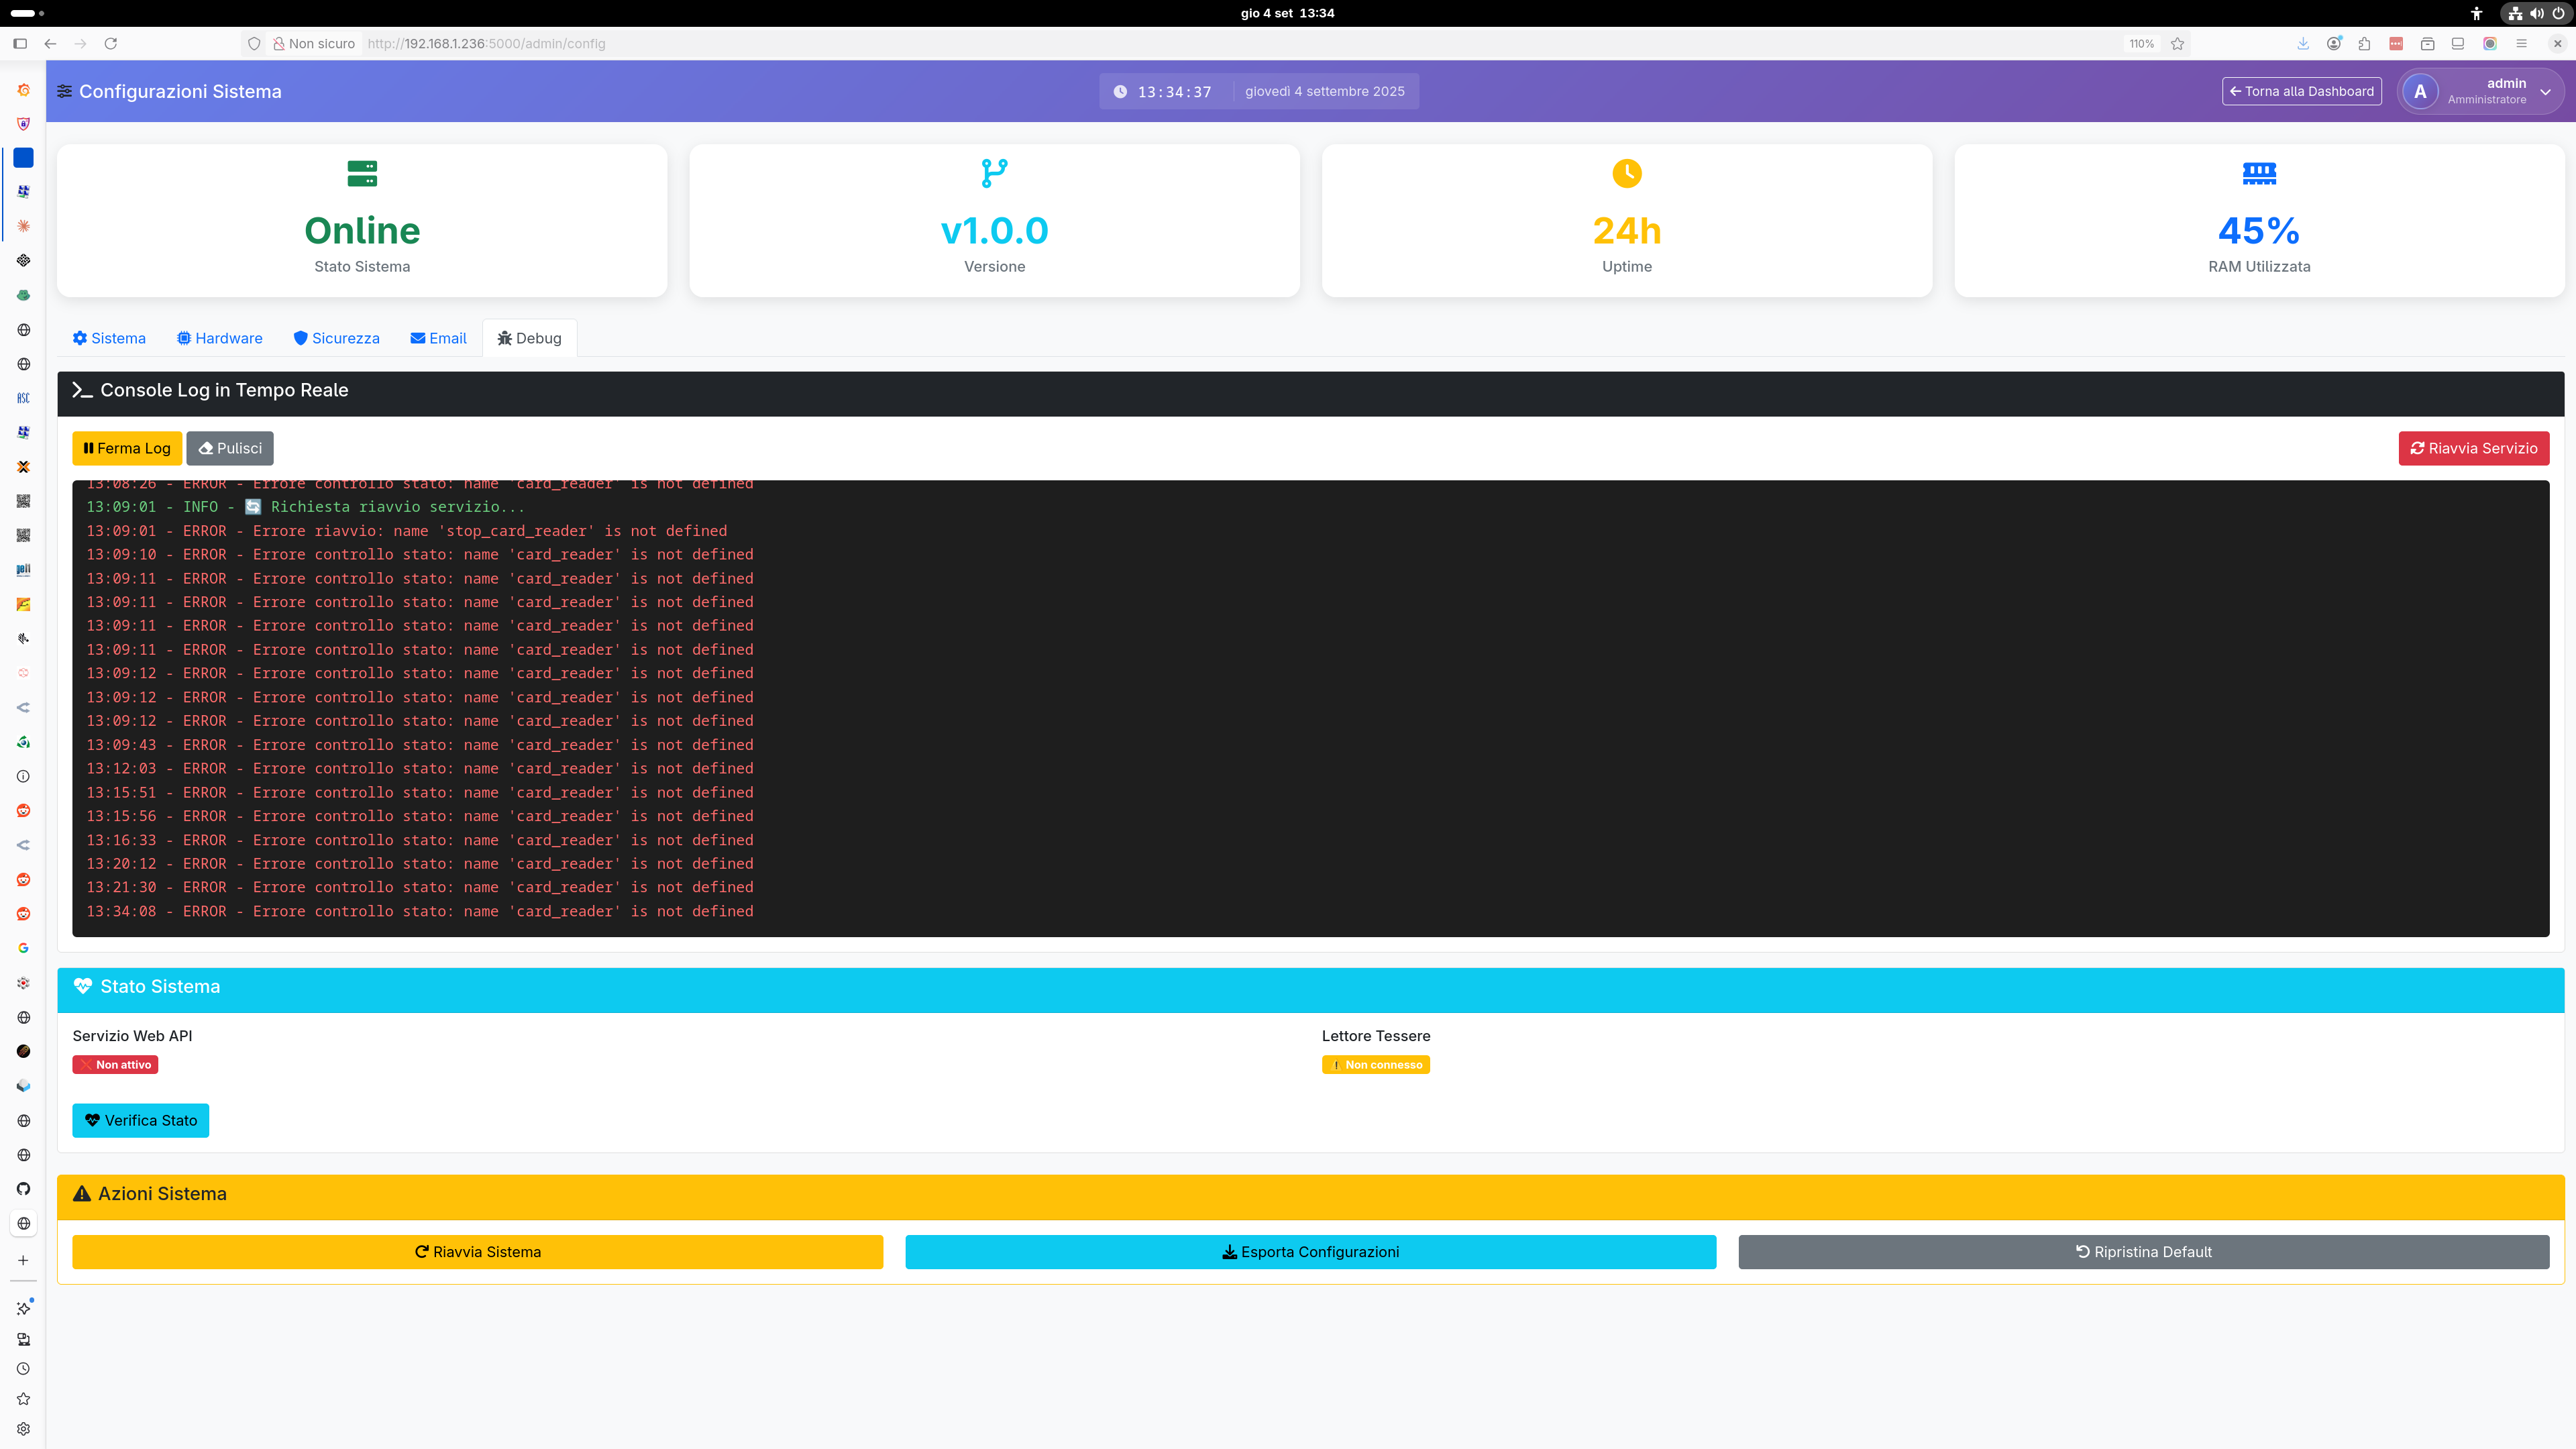 gio 4 set 13:34
Non sicuro http://192.168.1.236:5000/admin/config 110%
Configurazioni Sistema
13:34:37 giovedì 4 settembre 2025
Torna alla Dashboard
A
admin
Amministratore
Online
Stato Sistema
v1.0.0
Versione
24h
Uptime
45%
RAM Utilizzata
Sistema Hardware Sicurezza Email Debug
Console Log in Tempo Reale
Ferma Log Pulisci Riavvia Servizio
13:08:26 - ERROR - Errore controllo stato: name 'card_reader' is not defined
13:09:01 - INFO - 🔄 Richiesta riavvio servizio...
13:09:01 - ERROR - Errore riavvio: name 'stop_card_reader' is not defined
13:09:10 - ERROR - Errore controllo stato: name 'card_reader' is not defined
13:09:11 - ERROR - Errore controllo stato: name 'card_reader' is not defined
13:09:11 - ERROR - Errore controllo stato: name 'card_reader' is not defined
13:09:11 - ERROR - Errore controllo stato: name 'card_reader' is not defined
13:09:11 - ERROR - Errore controllo stato: name 'card_reader' is not defined
13:09:12 - ERROR - Errore controllo stato: name 'card_reader' is not defined
13:09:12 - ERROR - Errore controllo stato: name 'card_reader' is not defined
13:09:12 - ERROR - Errore controllo stato: name 'card_reader' is not defined
13:09:43 - ERROR - Errore controllo stato: name 'card_reader' is not defined
13:12:03 - ERROR - Errore controllo stato: name 'card_reader' is not defined
13:15:51 - ERROR - Errore controllo stato: name 'card_reader' is not defined
13:15:56 - ERROR - Errore controllo stato: name 'card_reader' is not defined
13:16:33 - ERROR - Errore controllo stato: name 'card_reader' is not defined
13:20:12 - ERROR - Errore controllo stato: name 'card_reader' is not defined
13:21:30 - ERROR - Errore controllo stato: name 'card_reader' is not defined
13:34:08 - ERROR - Errore controllo stato: name 'card_reader' is not defined
Stato Sistema
Servizio Web API
❌ Non attivo
Lettore Tessere
⚠️ Non connesso
Verifica Stato
Azioni Sistema
Riavvia Sistema Esporta Configurazioni Ripristina Default